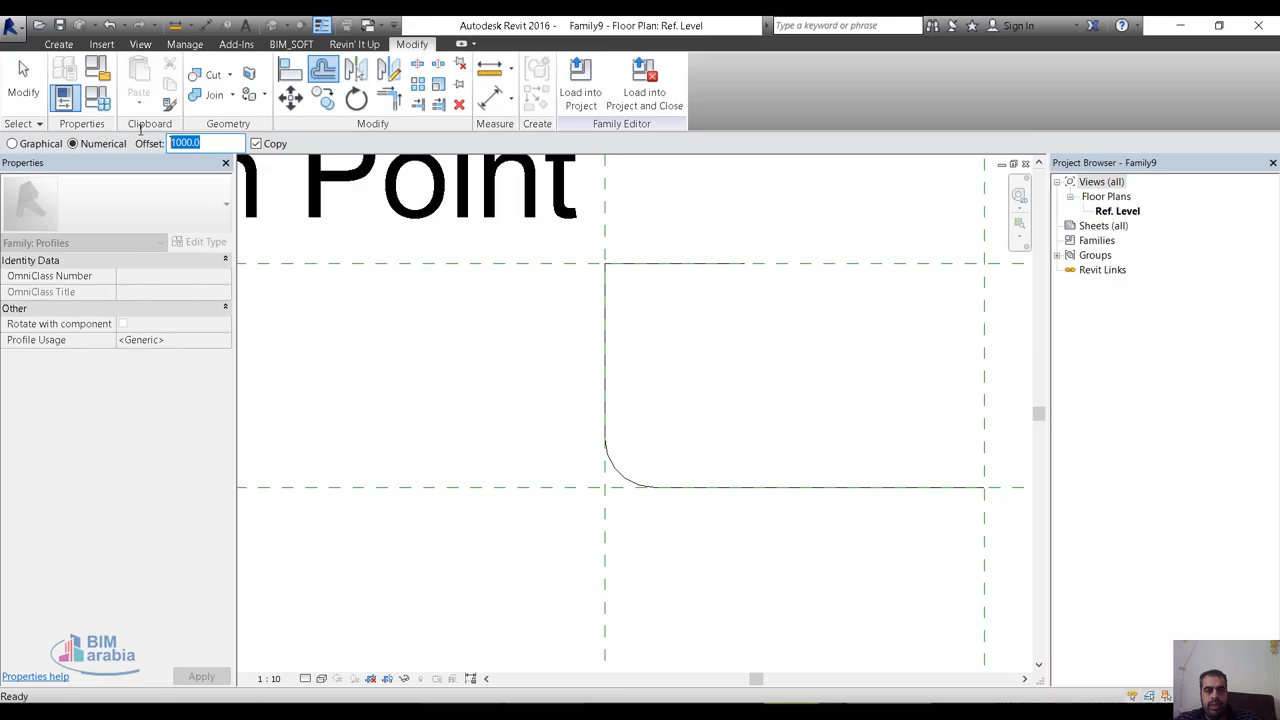 Autodesk Revit 2016 - Family9 - Floor Plan: Ref. Level
Type a keyword or phrase
Sign In
Create Insert View Manage Add-Ins BIM_SOFT Revin' It Up Modify
Modify
Paste
Cut
Join
Load into
Project
Load into
Project and Close
Select Properties Clipboard Geometry Modify Measure Create Family Editor
Graphical Numerical Offset: 1000.0 Copy
Properties
Project Browser - Family9
Family: Profiles
Edit Type
Identity Data
OmniClass Number
OmniClass Title
Other
Rotate with component
Profile Usage <Generic>
Point
Views (all)
Floor Plans
Ref. Level
Sheets (all)
Families
Groups
Revit Links
BIM
arabia
Properties help
Apply
1 : 10
Ready